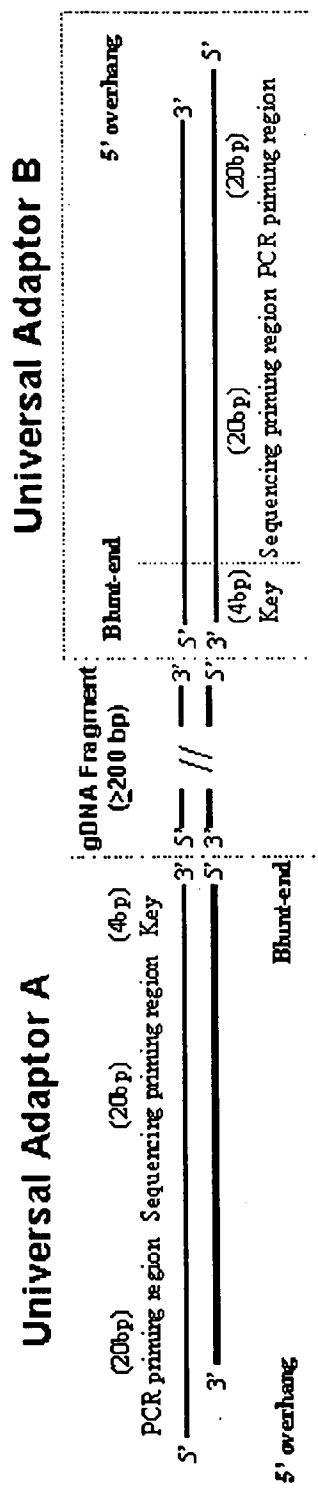 Universal Adaptor A
(20bp) (20bp) (4bp)
PCR priming region Sequencing priming region Key
5' 3'
3' 5'
5' overhang
Blunt-end
gDNA Fragment
(≥200 bp)
5' // 3'
3' // 5'
Universal Adaptor B
Blunt-end 5' overhang
5' 3'
3' 5'
(4bp) (20bp) (20bp)
Key Sequencing priming region PCR priming region